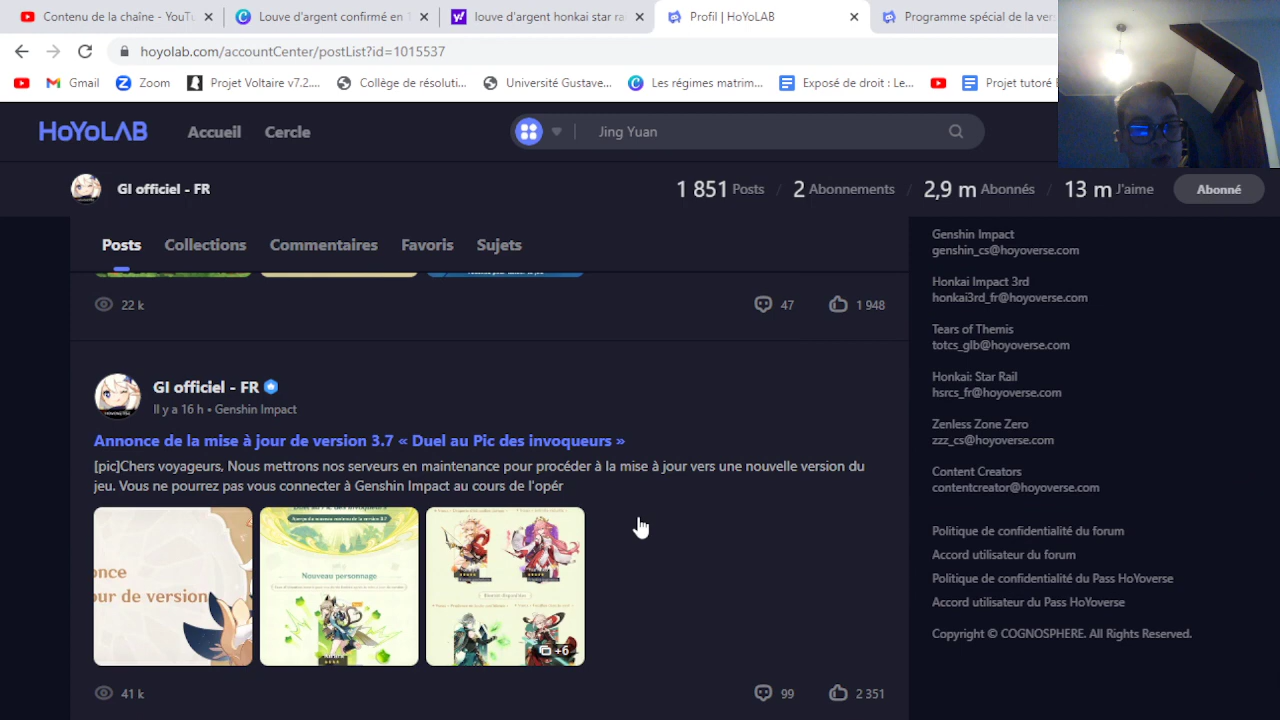 Contenu de la chaîne - YouTu
Louve d'argent confirmé en 1
louve d'argent honkai star ra
Profil | HoYoLAB
Programme spécial de la ver
hoyolab.com/accountCenter/postList?id=1015537
Gmail
Zoom
Projet Voltaire v7.2....
Collège de résoluti...
Université Gustave...
Les régimes matrim...
Exposé de droit : Le...
Projet tutoré
HoYoLAB
Accueil
Cercle
Jing Yuan
GI officiel - FR
1 851 Posts / 2 Abonnements / 2,9 m Abonnés / 13 m J'aime
Abonné
Posts
Collections
Commentaires
Favoris
Sujets
22 k
47
1 948
GI officiel - FR
Il y a 16 h • Genshin Impact
Annonce de la mise à jour de version 3.7 « Duel au Pic des invoqueurs »
[pic]Chers voyageurs, Nous mettrons nos serveurs en maintenance pour procéder à la mise à jour vers une nouvelle version du
jeu. Vous ne pourrez pas vous connecter à Genshin Impact au cours de l'opér
once
our de version
Duel au Pic des invoqueurs
Nouveau personnage
+6
41 k
99
2 351
Genshin Impact
genshin_cs@hoyoverse.com
Honkai Impact 3rd
honkai3rd_fr@hoyoverse.com
Tears of Themis
totcs_glb@hoyoverse.com
Honkai: Star Rail
hsrcs_fr@hoyoverse.com
Zenless Zone Zero
zzz_cs@hoyoverse.com
Content Creators
contentcreator@hoyoverse.com
Politique de confidentialité du forum
Accord utilisateur du forum
Politique de confidentialité du Pass HoYoverse
Accord utilisateur du Pass HoYoverse
Copyright © COGNOSPHERE. All Rights Reserved.